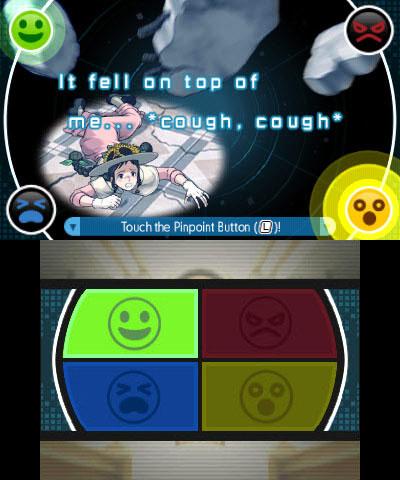 It fell on top of
me... *cough, cough*
Touch the Pinpoint Button (L)!